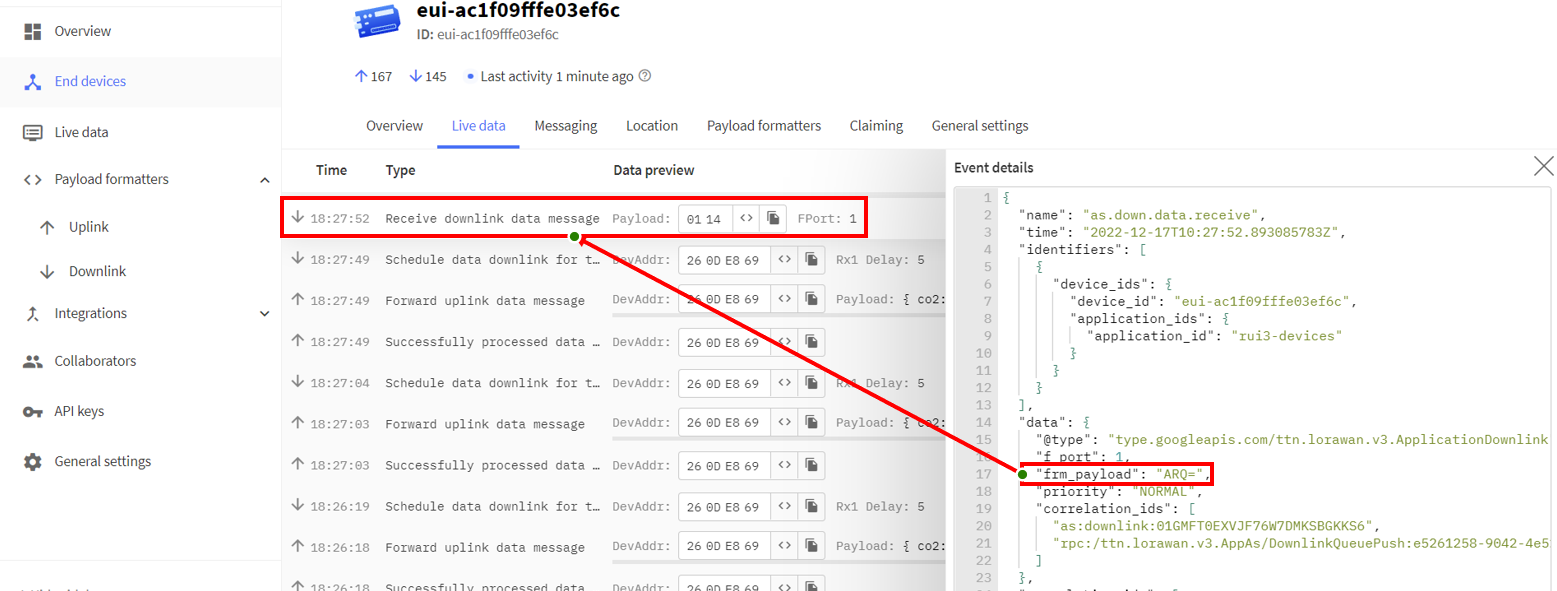 eui-ac1f09fffe03ef6c
ID: eui-ac1f09fffe03ef6c
167 145 Last activity 1 minute ago
Overview
End devices
Live data
Payload formatters
Uplink
Downlink
Integrations
Collaborators
API keys
General settings
Overview Live data Messaging Location Payload formatters Claiming General settings
Time Type Data preview
18:27:52 Receive downlink data message Payload: 01 14 <> FPort: 1
18:27:49 Schedule data downlink for t… DevAddr: 26 0D E8 69 <> Rx1 Delay: 5
18:27:49 Forward uplink data message DevAddr: 26 0D E8 69 <> Payload: { co2:
18:27:49 Successfully processed data … DevAddr: 26 0D E8 69 <>
18:27:04 Schedule data downlink for t… DevAddr: 26 0D E8 69 <> Rx1 Delay: 5
18:27:03 Forward uplink data message DevAddr: 26 0D E8 69 <> Payload: { co2:
18:27:03 Successfully processed data … DevAddr: 26 0D E8 69 <>
18:26:19 Schedule data downlink for t… DevAddr: 26 0D E8 69 <> Rx1 Delay: 5
18:26:18 Forward uplink data message DevAddr: 26 0D E8 69 <> Payload: { co2:
18:26:18 Successfully processed data DevAddr: 26 0D E8 69
Event details
1 {
2 "name": "as.down.data.receive",
3 "time": "2022-12-17T10:27:52.893085783Z",
4 "identifiers": [
5 {
6 "device_ids": {
7 "device_id": "eui-ac1f09fffe03ef6c",
8 "application_ids": {
9 "application_id": "rui3-devices"
10 }
11 }
12 }
13 ],
14 "data": {
15 "@type": "type.googleapis.com/ttn.lorawan.v3.ApplicationDownlink
16 "f_port": 1,
17 "frm_payload": "ARQ=",
18 "priority": "NORMAL",
19 "correlation_ids": [
20 "as:downlink:01GMFT0EXVJF76W7DMKSBGKKS6",
21 "rpc:/ttn.lorawan.v3.AppAs/DownlinkQueuePush:e5261258-9042-4e5
22 ]
23 },